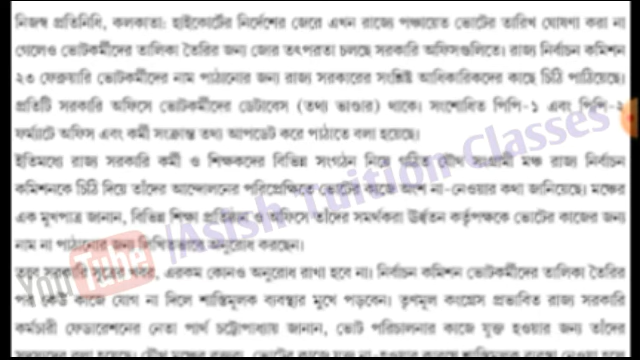 নিজস্ব প্রতিনিধি, কলকাতা: হাইকোর্টের নির্দেশের জেরে এখন রাজ্যে পঞ্চায়েত ভোটের তারিখ ঘোষণা করা না
গেলেও ভোটকর্মীদের তালিকা তৈরির জন্য জোর তৎপরতা চলছে সরকারি অফিসগুলিতে। রাজ্য নির্বাচন কমিশন
২৩ ফেব্রুয়ারি ভোটকর্মীদের নাম পাঠানোর জন্য রাজ্য সরকারের সংশ্লিষ্ট আধিকারিকদের কাছে চিঠি পাঠিয়েছে।
প্রতিটি সরকারি অফিসে ভোটকর্মীদের ডেটাবেস (তথ্য ভাণ্ডার) থাকে। সংশোধিত পিপি-১ এবং পিপি-২
ফর্ম্যাটে অফিস এবং কর্মী সংক্রান্ত তথ্য আপডেট করে পাঠাতে বলা হয়েছে।
ইতিমধ্যে রাজ্য সরকারি কর্মী ও শিক্ষকদের বিভিন্ন সংগঠন নিয়ে গঠিত যৌথ সংগ্রামী মঞ্চ রাজ্য নির্বাচন
কমিশনকে চিঠি দিয়ে তাঁদের আন্দোলনের পরিপ্রেক্ষিতে ভোটের কাজে অংশ না-নেওয়ার কথা জানিয়েছে। মঞ্চের
এক মুখপাত্র জানান, বিভিন্ন শিক্ষা প্রতিষ্ঠান ও অফিসে তাঁদের সমর্থকরা ঊর্ধ্বতন কর্তৃপক্ষকে ভোটের কাজের জন্য
নাম না পাঠানোর জন্য লিখিতভাবে অনুরোধ করছেন।
তবে সরকারি সূত্রের খবর, এরকম কোনও অনুরোধ রাখা হবে না। নির্বাচন কমিশন ভোটকর্মীদের তালিকা তৈরির
পর কেউ কাজে যোগ না দিলে শাস্তিমূলক ব্যবস্থার মুখে পড়বেন। তৃণমূল কংগ্রেস প্রভাবিত রাজ্য সরকারি
কর্মচারী ফেডারেশনের নেতা পার্থ চট্টোপাধ্যায় জানান, ভোট পরিচালনার কাজে যুক্ত হওয়ার জন্য তাঁদের
YouTube /Asish Tuition Classes